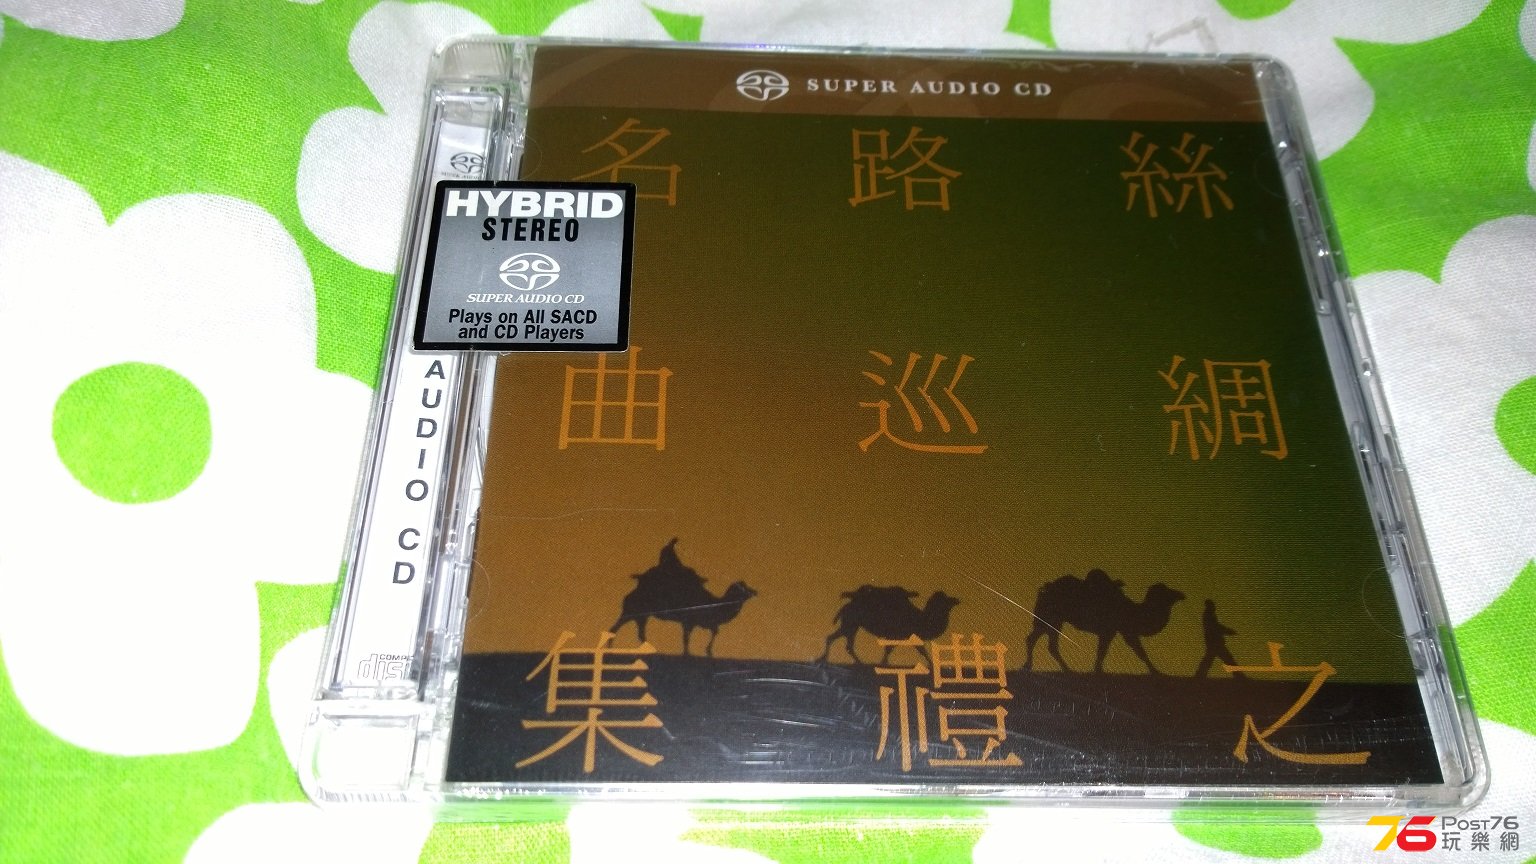 SUPER AUDIO CD
絲綢之
路巡禮
名曲集
HYBRID
STEREO
SUPER AUDIO CD
Plays on All SACD
and CD Players
AUDIO CD
POST76
玩樂網